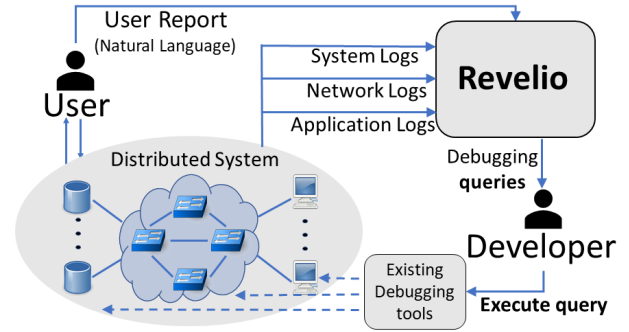 User Report
(Natural Language)
System Logs
Network Logs
Application Logs
Revelio
User
Distributed System
Debugging
queries
Developer
Existing
Debugging
tools
Execute query